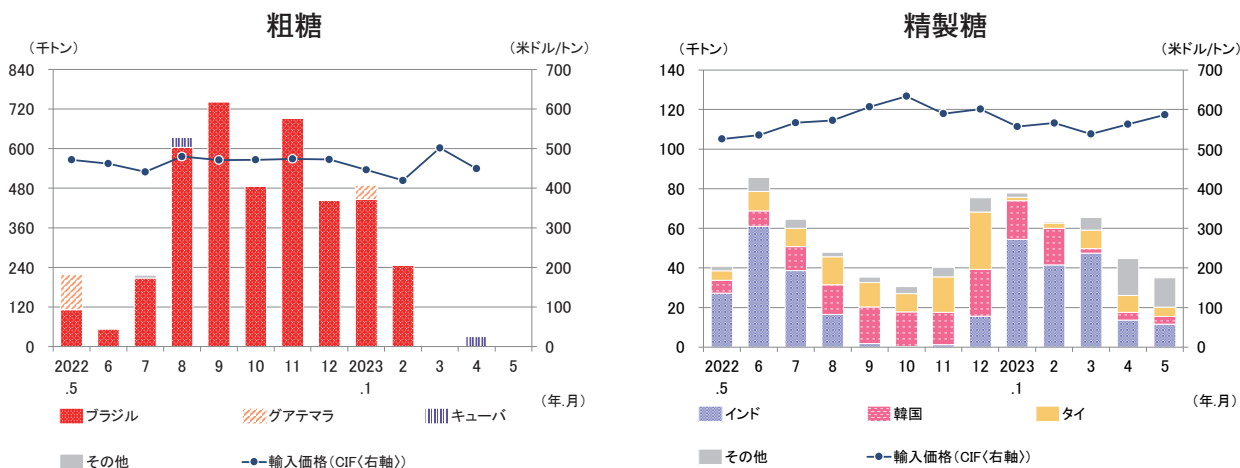 粗糖
(千トン) (米ドル/トン)
840 700
720 600
600 500
480 400
360 300
240 200
120 100
0 0
2022 6 7 8 9 10 11 12 2023 2 3 4 5
.5 .1
(年.月)
ブラジル グアテマラ キューバ
その他 輸入価格(CIF〈右軸〉)
精製糖
(千トン) (米ドル/トン)
140 700
120 600
100 500
80 400
60 300
40 200
20 100
0 0
2022 6 7 8 9 10 11 12 2023 2 3 4 5
.5 .1
(年.月)
インド 韓国 タイ
その他 輸入価格(CIF〈右軸〉)